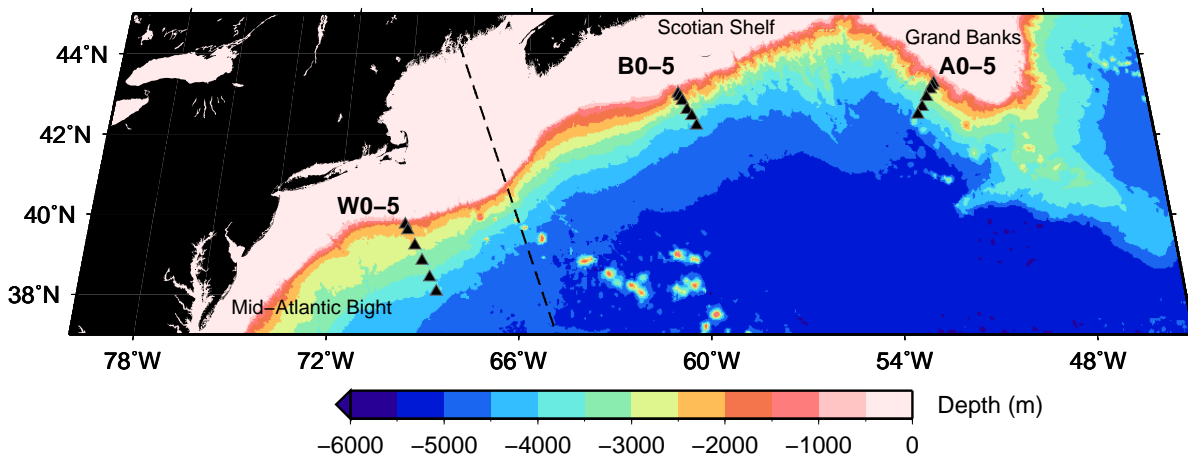 Scotian Shelf
Grand Banks
44˚N
B0−5
A0−5
42˚N
W0−5
40˚N
38˚N
Mid−Atlantic Bight
78˚W 72˚W 66˚W 60˚W 54˚W 48˚W
Depth (m)
−6000 −5000 −4000 −3000 −2000 −1000 0